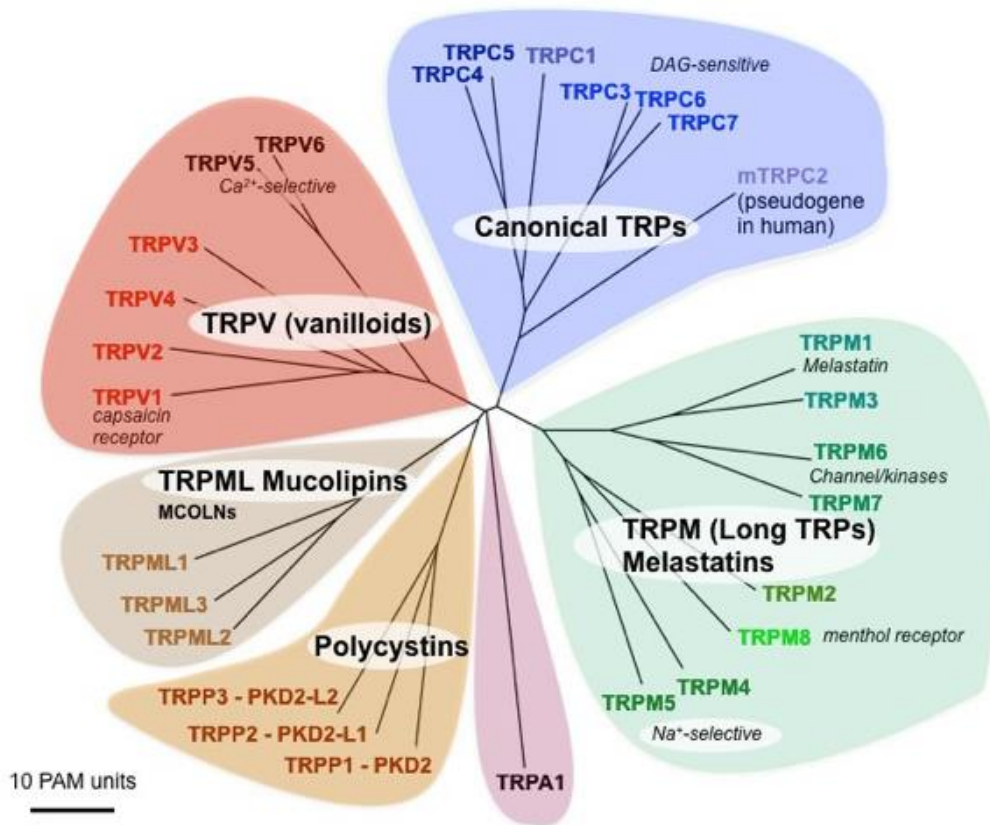 TRPC5
TRPC1
TRPC4
DAG-sensitive
TRPC3
TRPC6
TRPC7
mTRPC2
(pseudogene
in human)
Canonical TRPs
TRPV6
TRPV5
Ca²⁺-selective
TRPV3
TRPV4
TRPV (vanilloids)
TRPV2
TRPV1
capsaicin
receptor
TRPM1
Melastatin
TRPM3
TRPM6
Channel/kinases
TRPM7
TRPM (Long TRPs)
Melastatins
TRPM2
TRPM8 menthol receptor
TRPM4
TRPM5
Na⁺-selective
TRPML Mucolipins
MCOLNs
TRPML1
TRPML3
TRPML2
Polycystins
TRPP3 - PKD2-L2
TRPP2 - PKD2-L1
TRPP1 - PKD2
TRPA1
10 PAM units